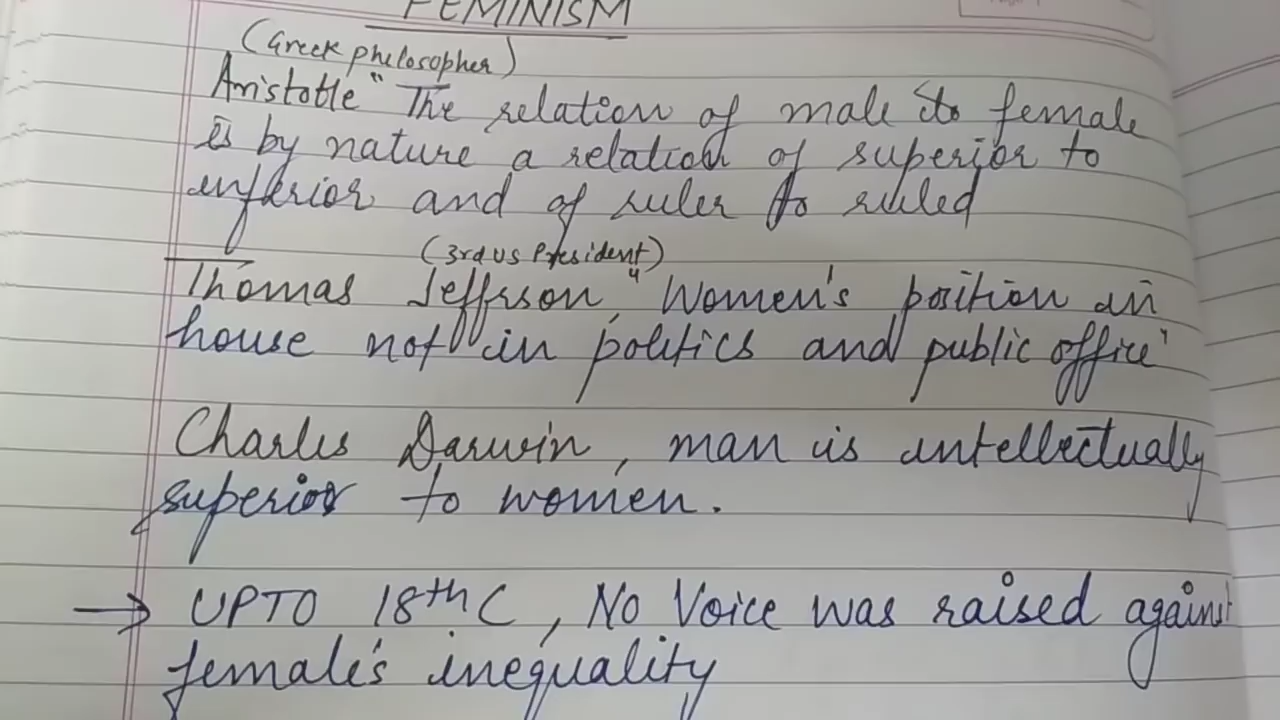 FEMINISM
(Greek philosopher)
Aristotle "The relation of male to female
is by nature a relation of superior to
inferior and of ruler to ruled
(3rd US President)
Thomas Jeffrson, "Women's position in
house not in politics and public office"
Charles Darwin, man is intellectually
superior to women.
→ UPTO 18th C, No Voice was raised against
female's inequality